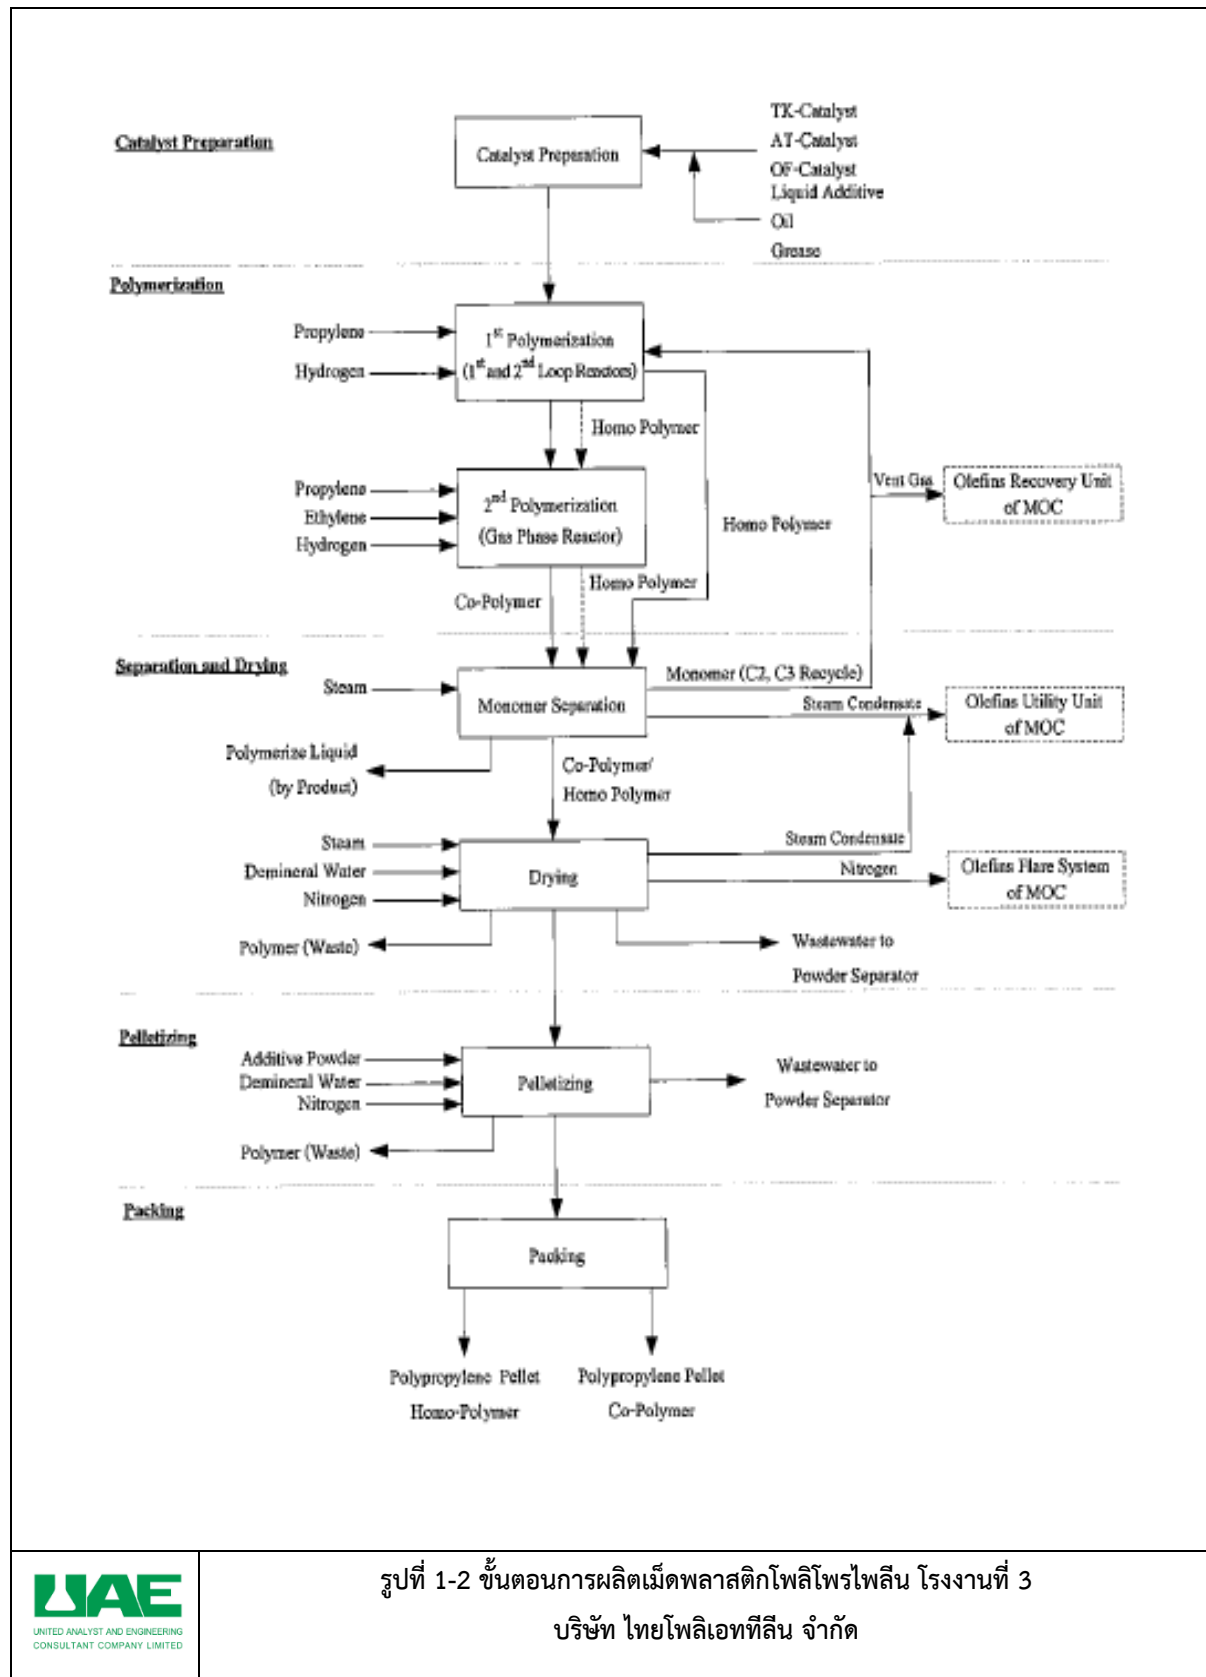 TK-Catalyst
Catalyst Preparation
AT-Catalyst
Catalyst Preparation
OF-Catalyst
Liquid Additive
Oil
Grease
Polymerization
Propylene
1st Polymerization
Hydrogen
(1st and 2nd Loop Reactors)
Homo Polymer
Propylene
2nd Polymerization
Vent Gas
Olefins Recovery Unit
of MOC
Ethylene
Homo Polymer
Hydrogen
(Gas Phase Reactor)
Homo Polymer
Co-Polymer
Separation and Drying
Steam
Monomer (C2, C3 Recycle)
Monomer Separation
Steam Condensate
Olefins Utility Unit
of MOC
Polymerize Liquid
(by Product)
Co-Polymer/
Homo Polymer
Steam
Steam Condensate
Demineral Water
Drying
Nitrogen
Olefins Flare System
of MOC
Nitrogen
Polymer (Waste)
Wastewater to
Powder Separator
Pelletizing
Additive Powder
Demineral Water
Pelletizing
Wastewater to
Powder Separator
Nitrogen
Polymer (Waste)
Packing
Packing
Polypropylene Pellet
Homo-Polymer
Polypropylene Pellet
Co-Polymer
UAE
UNITED ANALYST AND ENGINEERING
CONSULTANT COMPANY LIMITED
รูปที่ 1-2 ขั้นตอนการผลิตเม็ดพลาสติกโพลิโพรไพลีน โรงงานที่ 3
บริษัท ไทยโพลิเอททีลีน จำกัด